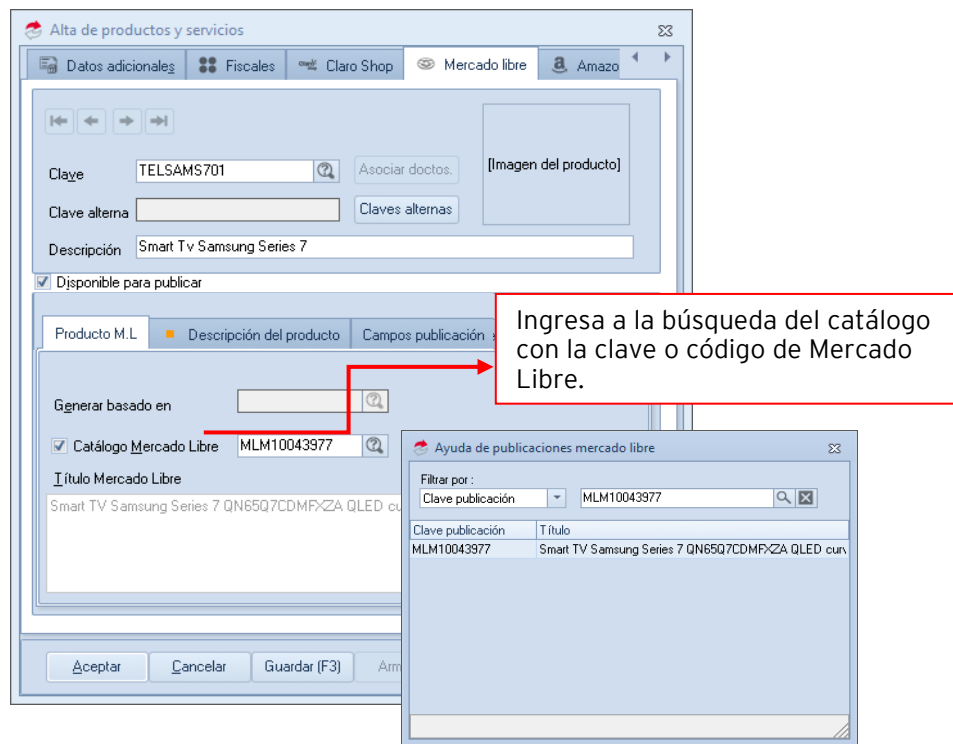 Alta de productos y servicios
Datos adicionales
Fiscales
Claro Shop
Mercado libre
Amazo
Clave
TELSAMS701
Asociar doctos.
[Imagen del producto]
Clave alterna
Claves alternas
Descripción
Smart Tv Samsung Series 7
Disponible para publicar
Producto M.L
Descripción del producto
Campos publicación
Ingresa a la búsqueda del catálogo
con la clave o código de Mercado
Libre.
Generar basado en
Catálogo Mercado Libre
MLM10043977
Título Mercado Libre
Smart TV Samsung Series 7 QN65Q7CDMFXZA QLED cu
Ayuda de publicaciones mercado libre
Filtrar por :
Clave publicación
MLM10043977
Clave publicación
Título
MLM10043977
Smart TV Samsung Series 7 QN65Q7CDMFXZA QLED curv
Aceptar
Cancelar
Guardar (F3)
Arm